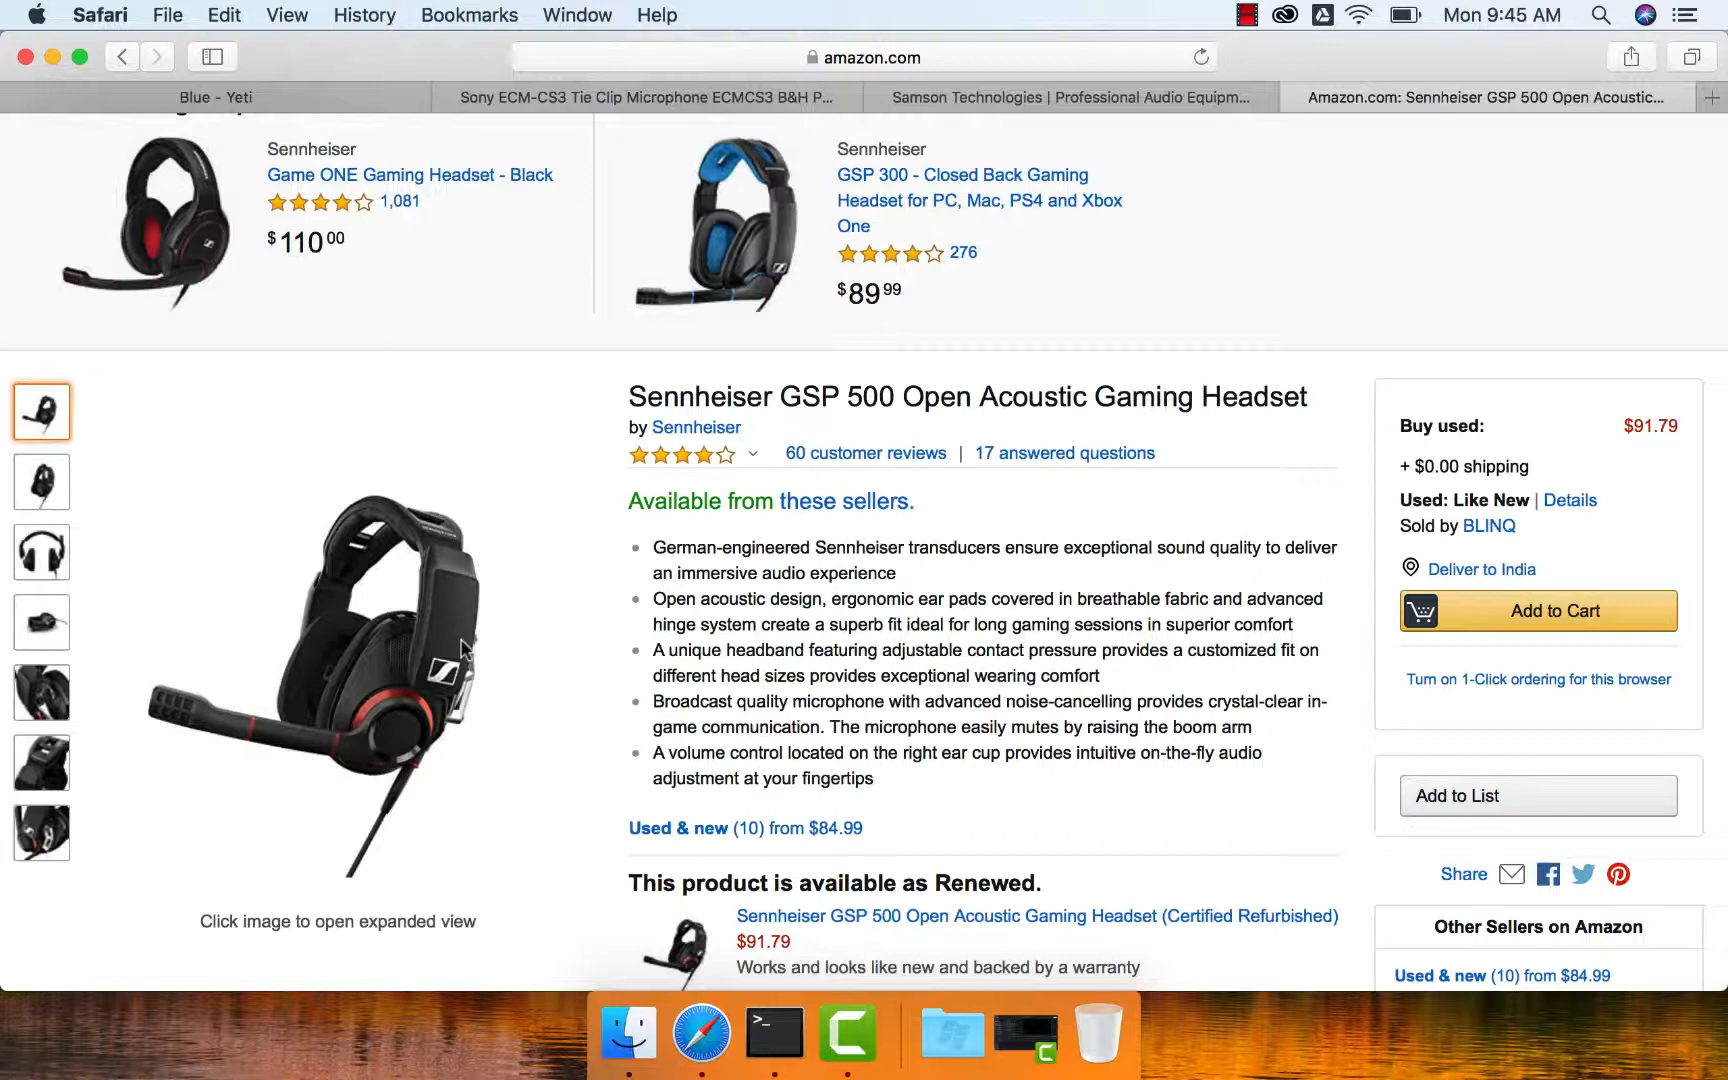 Safari File Edit View History Bookmarks Window Help Mon 9:45 AM
amazon.com
Blue - Yeti
Sony ECM-CS3 Tie Clip Microphone ECMCS3 B&H P...
Samson Technologies | Professional Audio Equipm...
Amazon.com: Sennheiser GSP 500 Open Acoustic...
Sennheiser
Game ONE Gaming Headset - Black
1,081
$110 00
Sennheiser
GSP 300 - Closed Back Gaming
Headset for PC, Mac, PS4 and Xbox
One
276
$89 99
Sennheiser GSP 500 Open Acoustic Gaming Headset
by Sennheiser
60 customer reviews | 17 answered questions
Available from these sellers.
German-engineered Sennheiser transducers ensure exceptional sound quality to deliver
an immersive audio experience
Open acoustic design, ergonomic ear pads covered in breathable fabric and advanced
hinge system create a superb fit ideal for long gaming sessions in superior comfort
A unique headband featuring adjustable contact pressure provides a customized fit on
different head sizes provides exceptional wearing comfort
Broadcast quality microphone with advanced noise-cancelling provides crystal-clear in-
game communication. The microphone easily mutes by raising the boom arm
A volume control located on the right ear cup provides intuitive on-the-fly audio
adjustment at your fingertips
Used & new (10) from $84.99
This product is available as Renewed.
Sennheiser GSP 500 Open Acoustic Gaming Headset (Certified Refurbished)
$91.79
Works and looks like new and backed by a warranty
Click image to open expanded view
Buy used: $91.79
+ $0.00 shipping
Used: Like New | Details
Sold by BLINQ
Deliver to India
Add to Cart
Turn on 1-Click ordering for this browser
Add to List
Share
Other Sellers on Amazon
Used & new (10) from $84.99